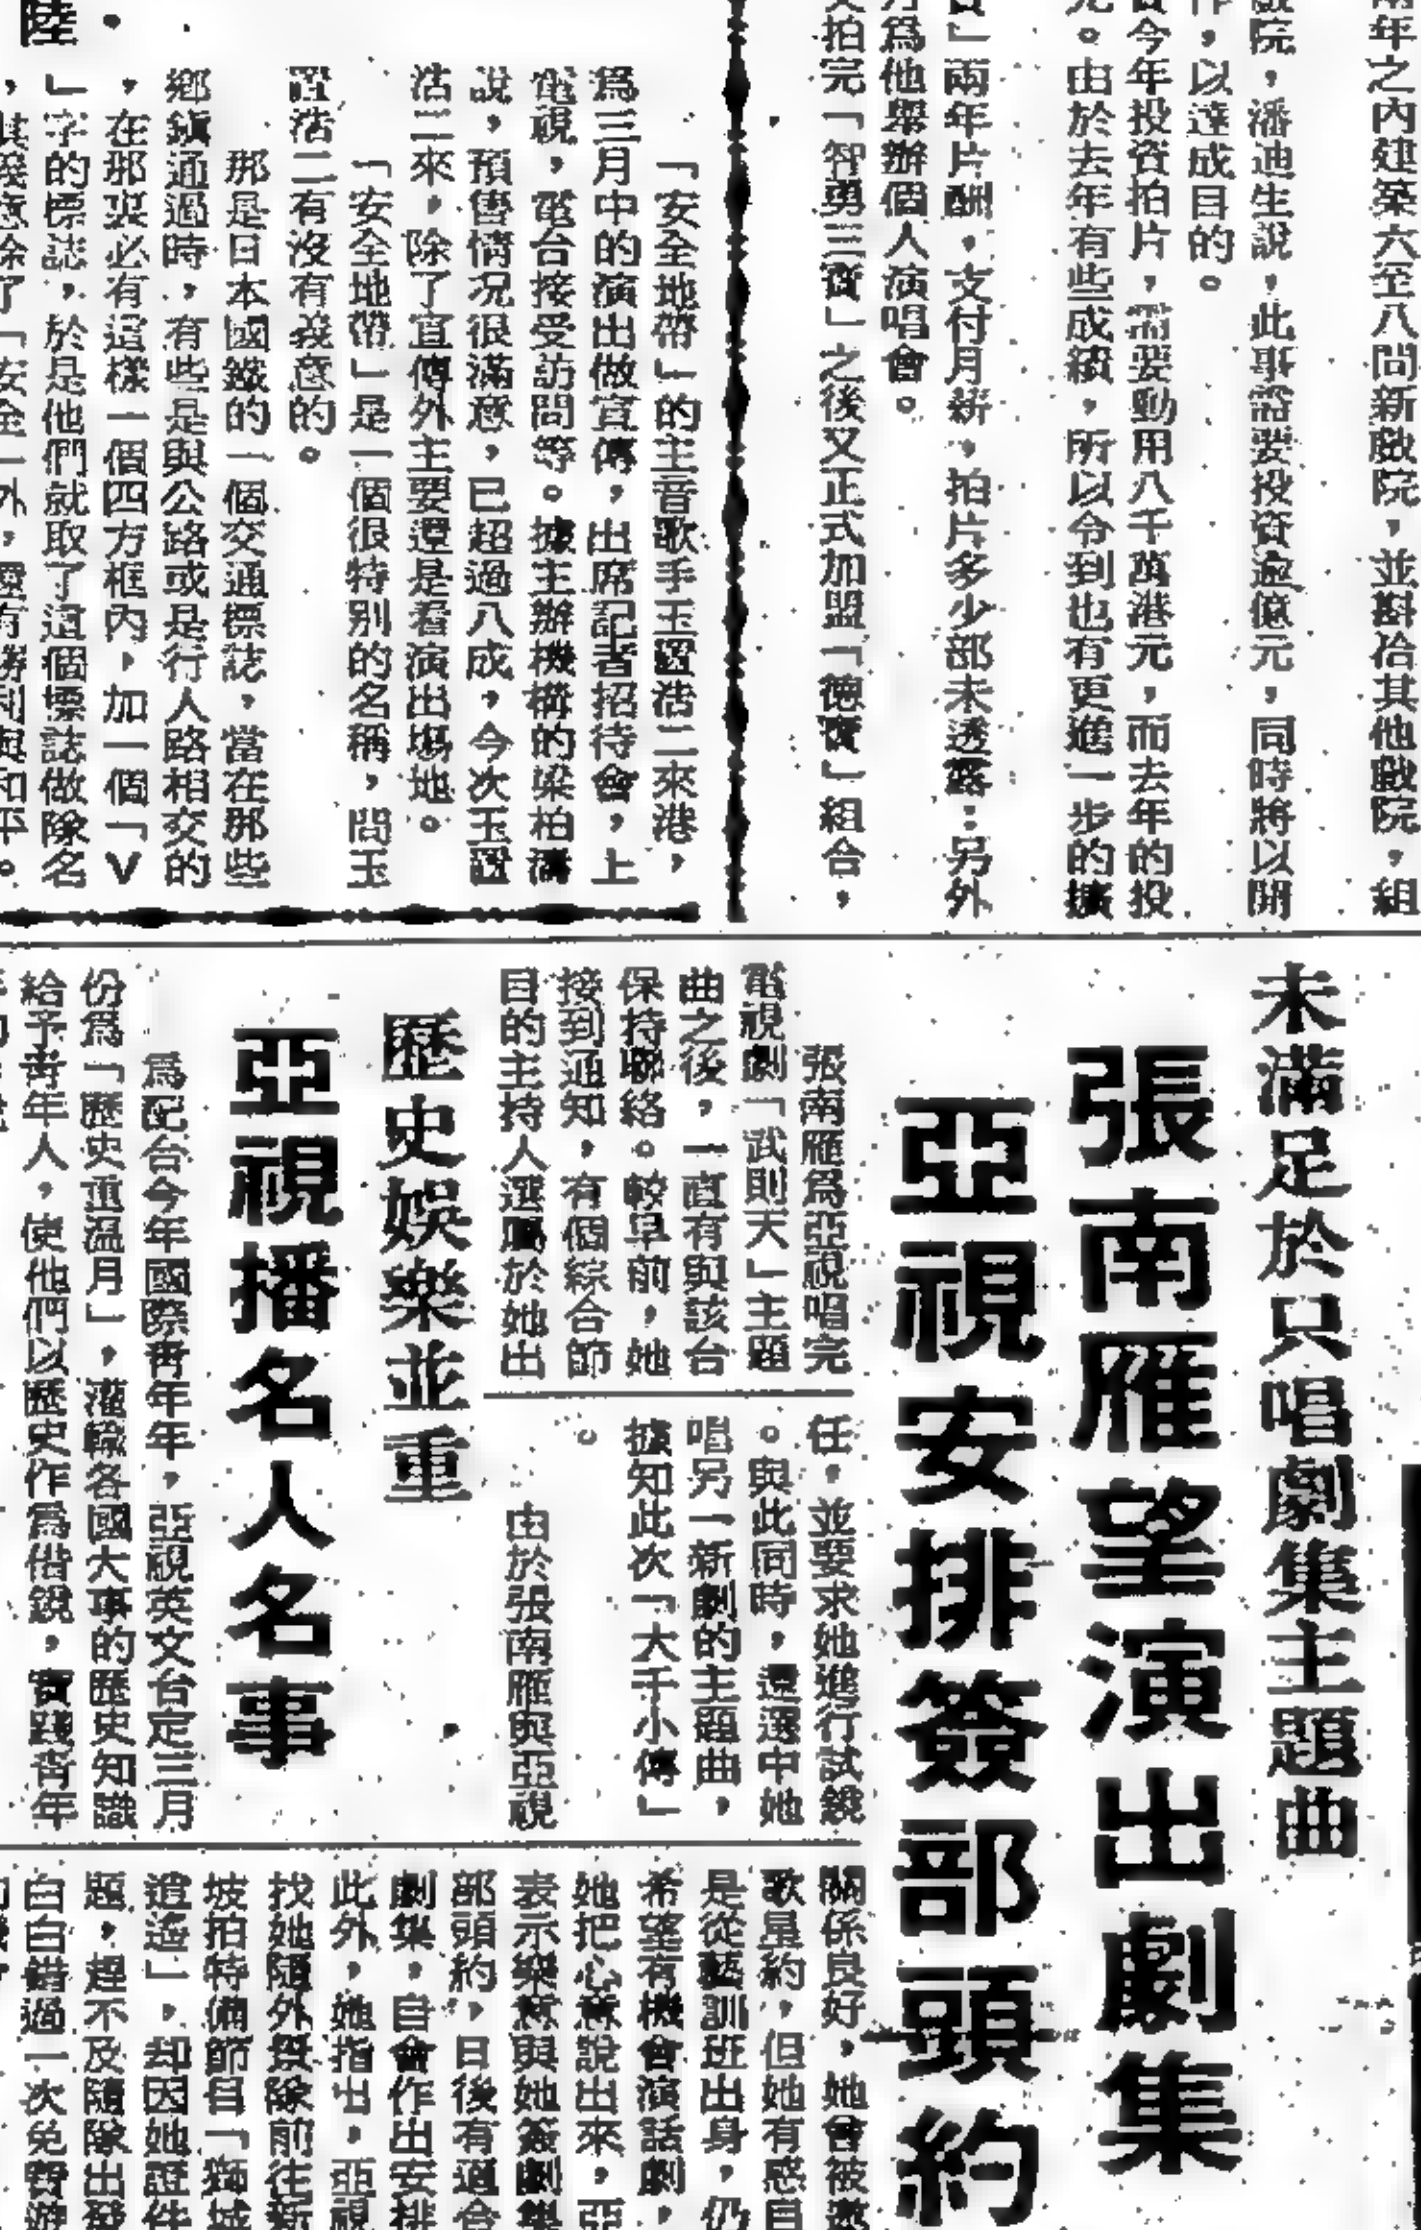 兩年之內建築六至八間新戲院，並斟洽其他戲院，組
戲院，潘迪生說，此事需要投資逾億元，同時將以開
作，以達成目的。
今年投資拍片，需要動用八千萬港元，而去年的投
元。由於去年有些成績，所以令到也有更進一步的擴
」兩年片酬，支付月薪，拍片多少部未透露；另外
為他舉辦個人演唱會。
拍完「智勇三寶」之後又正式加盟「德寶」組合，
陸。
「安全地帶」的主音歌手玉置浩二來港，
為三月中的演出做宣傳，出席記者招待會，上
電視，電台接受訪問等。據主辦機構的梁柏濤
說，預售情況很滿意，已超過八成，今次玉置
浩二來，除了宣傳外主要還是看演出場地。
「安全地帶」是一個很特别的名稱，問玉
置浩二有沒有義意的。
那是日本國鐵的一個交通標誌，當在那些
鄉鎮通過時，有些是與公路或是行人路相交的
，在那裏必有這樣一個四方框內，加一個「V
」字的標誌，於是他們就取了這個標誌做隊名
，其義意除了「安全」外，還有勝利與和平。
未滿足於只唱劇集主題曲
張南雁望演出劇集
亞視安排簽部頭約
張南雁為亞視唱完
電視劇「武則天」主題
曲之後，一直有與該台
保持聯絡。較早前，她
接到通知，有個綜合節
目的主持人選屬於她出
任，並要求她進行試鏡
。與此同時，還選中她
唱另一新劇的主題曲，
據知此次「大千小傳」
。
由於張南雁與亞視
關係良好，她會被邀
歌星約，但她有感自
是從藝訓班出身，仍
希望有機會演話劇，
她把心意說出來，亞
表示樂意與她簽劇集
部頭約，日後有適合
劇集，自會作出安排
此外，她指出，亞視
找她隨外景隊前往新
坡拍特備節目「獅城
逍遙」，却因她證件
題，趕不及隨隊出發
白白錯過一次免費遊
歷史娛樂並重
亞視播名人名事
為配合今年國際青年年，亞視英文台定三月
份為「歷史重温月」，灌輸各國大事的歷史知識
給予青年人，使他們以歷史作為借鏡，實踐青年